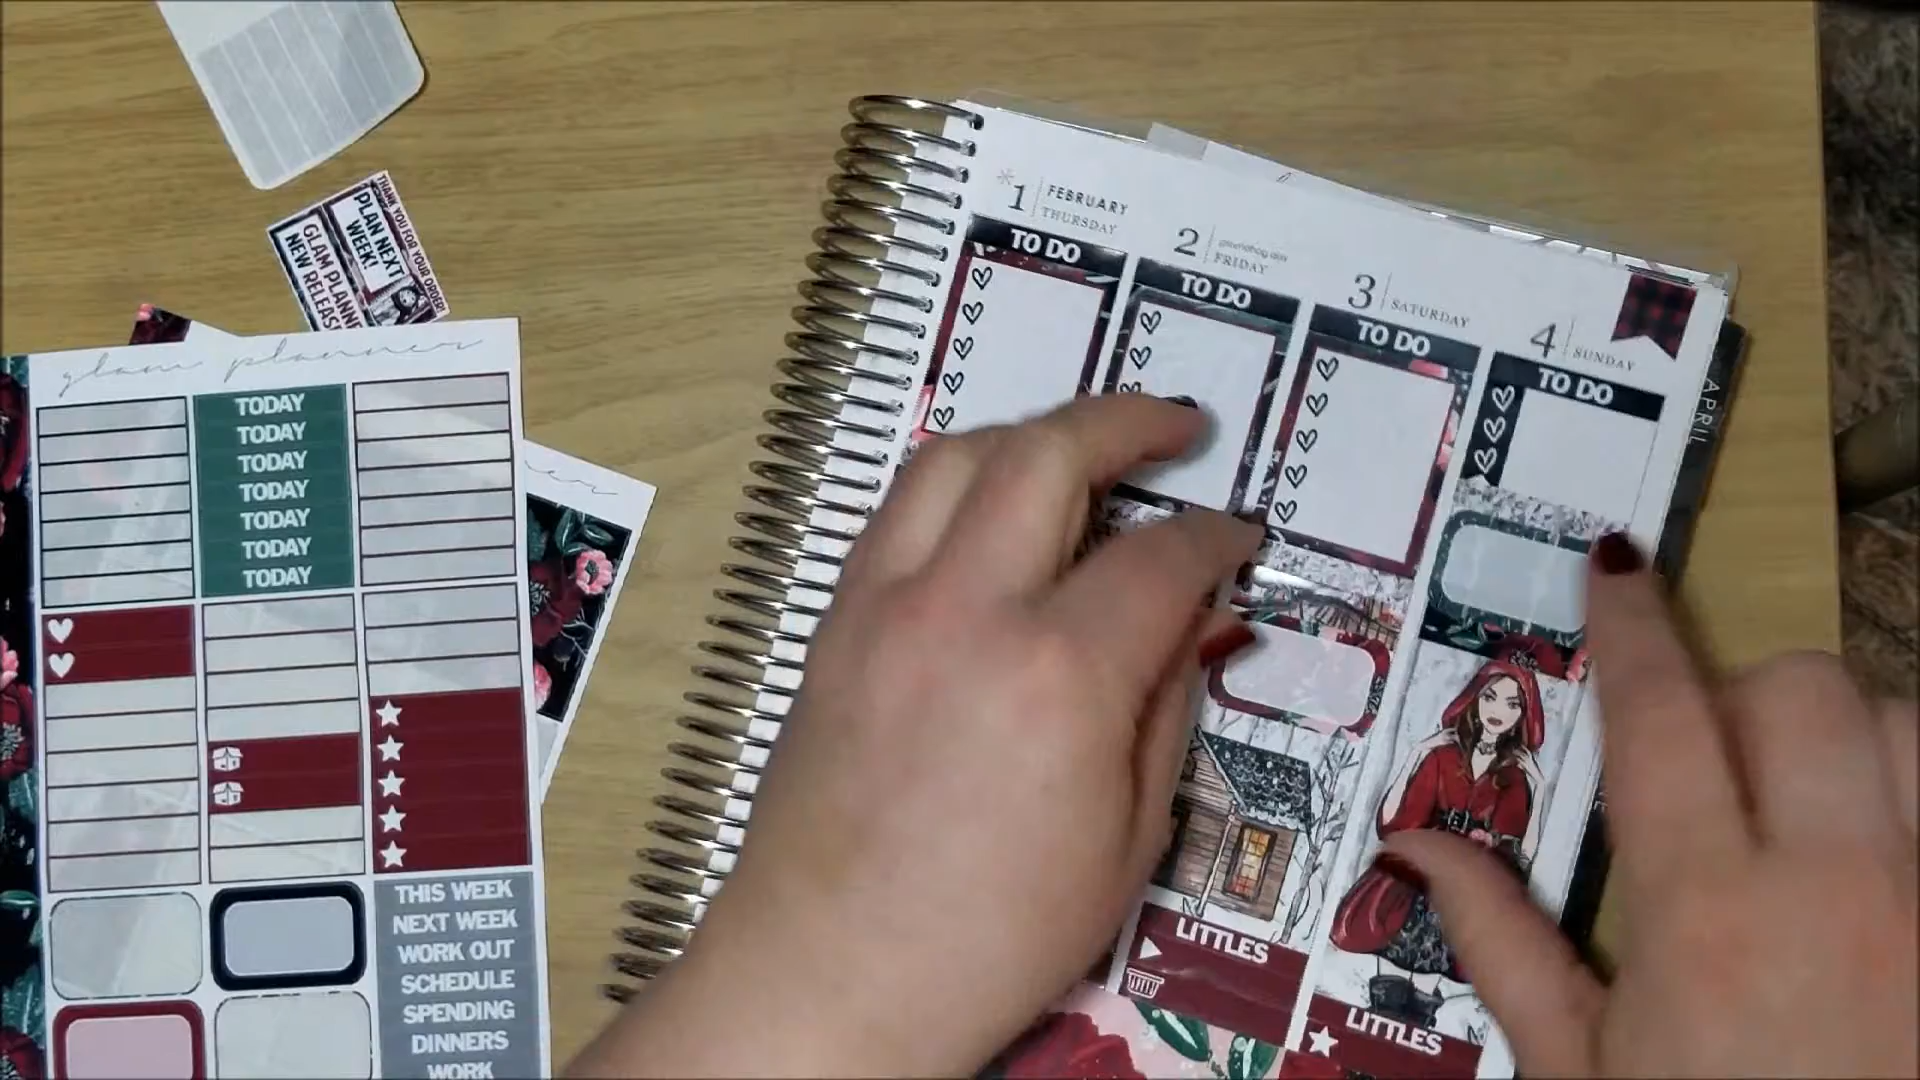 THANK YOU FOR YOUR ORDER!
PLAN NEXT
WEEK!
GLAM PLANNE
NEW RELEAS
glam planner
TODAY
TODAY
TODAY
TODAY
TODAY
TODAY
TODAY
THIS WEEK
NEXT WEEK
WORK OUT
SCHEDULE
SPENDING
DINNERS
WORK
1 FEBRUARY
THURSDAY
TO DO
2
FRIDAY
TO DO
3 SATURDAY
TO DO
4 SUNDAY
TO DO
LITTLES
LITTLES
APRIL